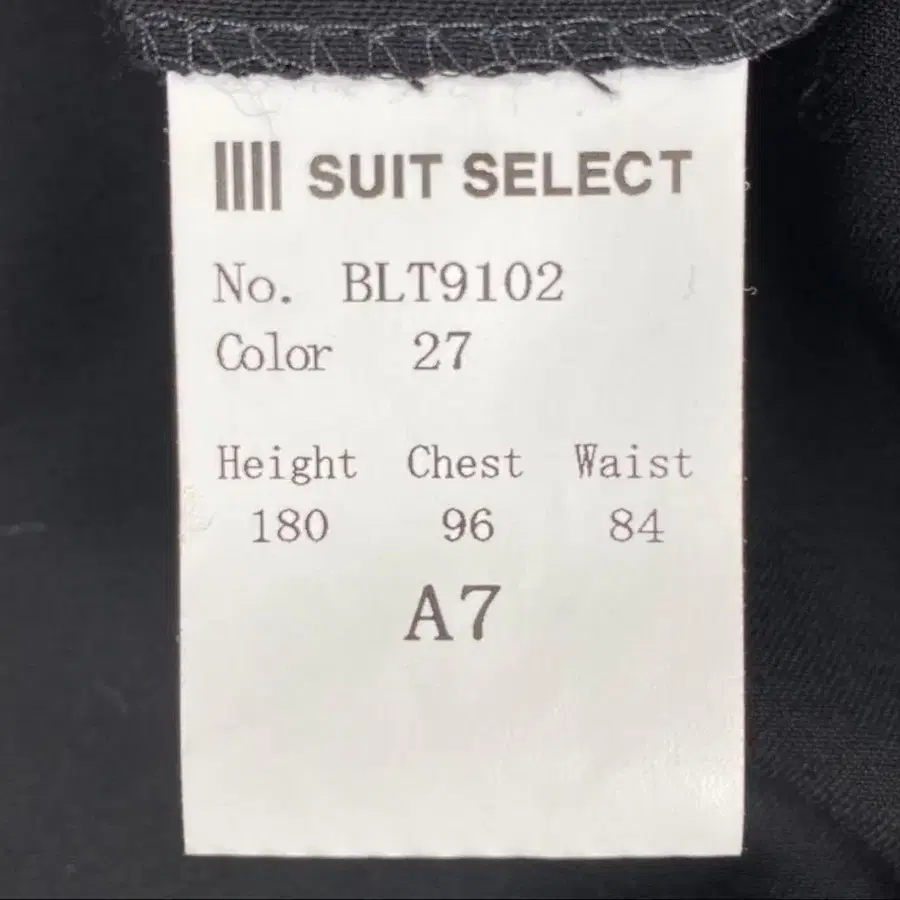 SUIT SELECT
No. BLT9102
Color 27
Height Chest Waist
180 96 84
A7